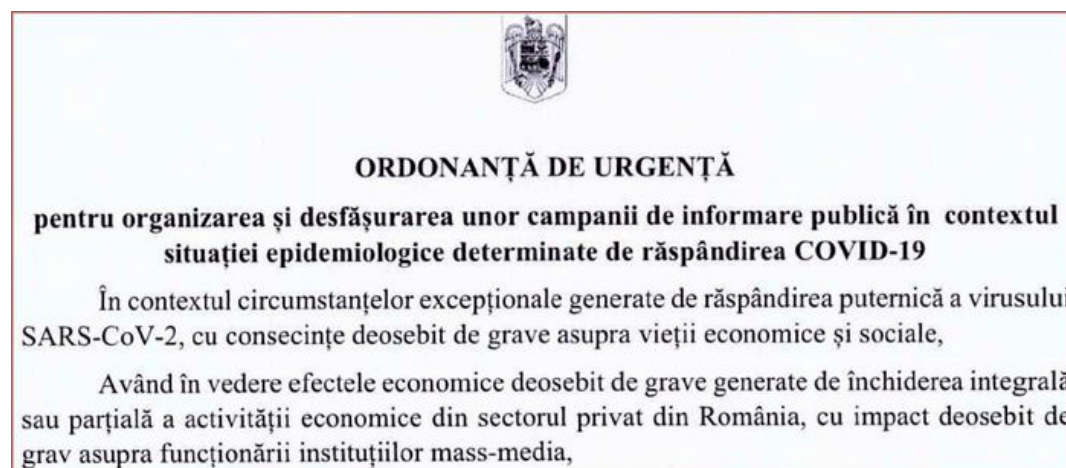 ORDONANȚĂ DE URGENȚĂ
pentru organizarea și desfășurarea unor campanii de informare publică în contextul
situației epidemiologice determinate de răspândirea COVID-19
În contextul circumstanțelor excepționale generate de răspândirea puternică a virusului
SARS-CoV-2, cu consecințe deosebit de grave asupra vieții economice și sociale,
Având în vedere efectele economice deosebit de grave generate de închiderea integrală
sau parțială a activității economice din sectorul privat din România, cu impact deosebit de
grav asupra funcționării instituțiilor mass-media,